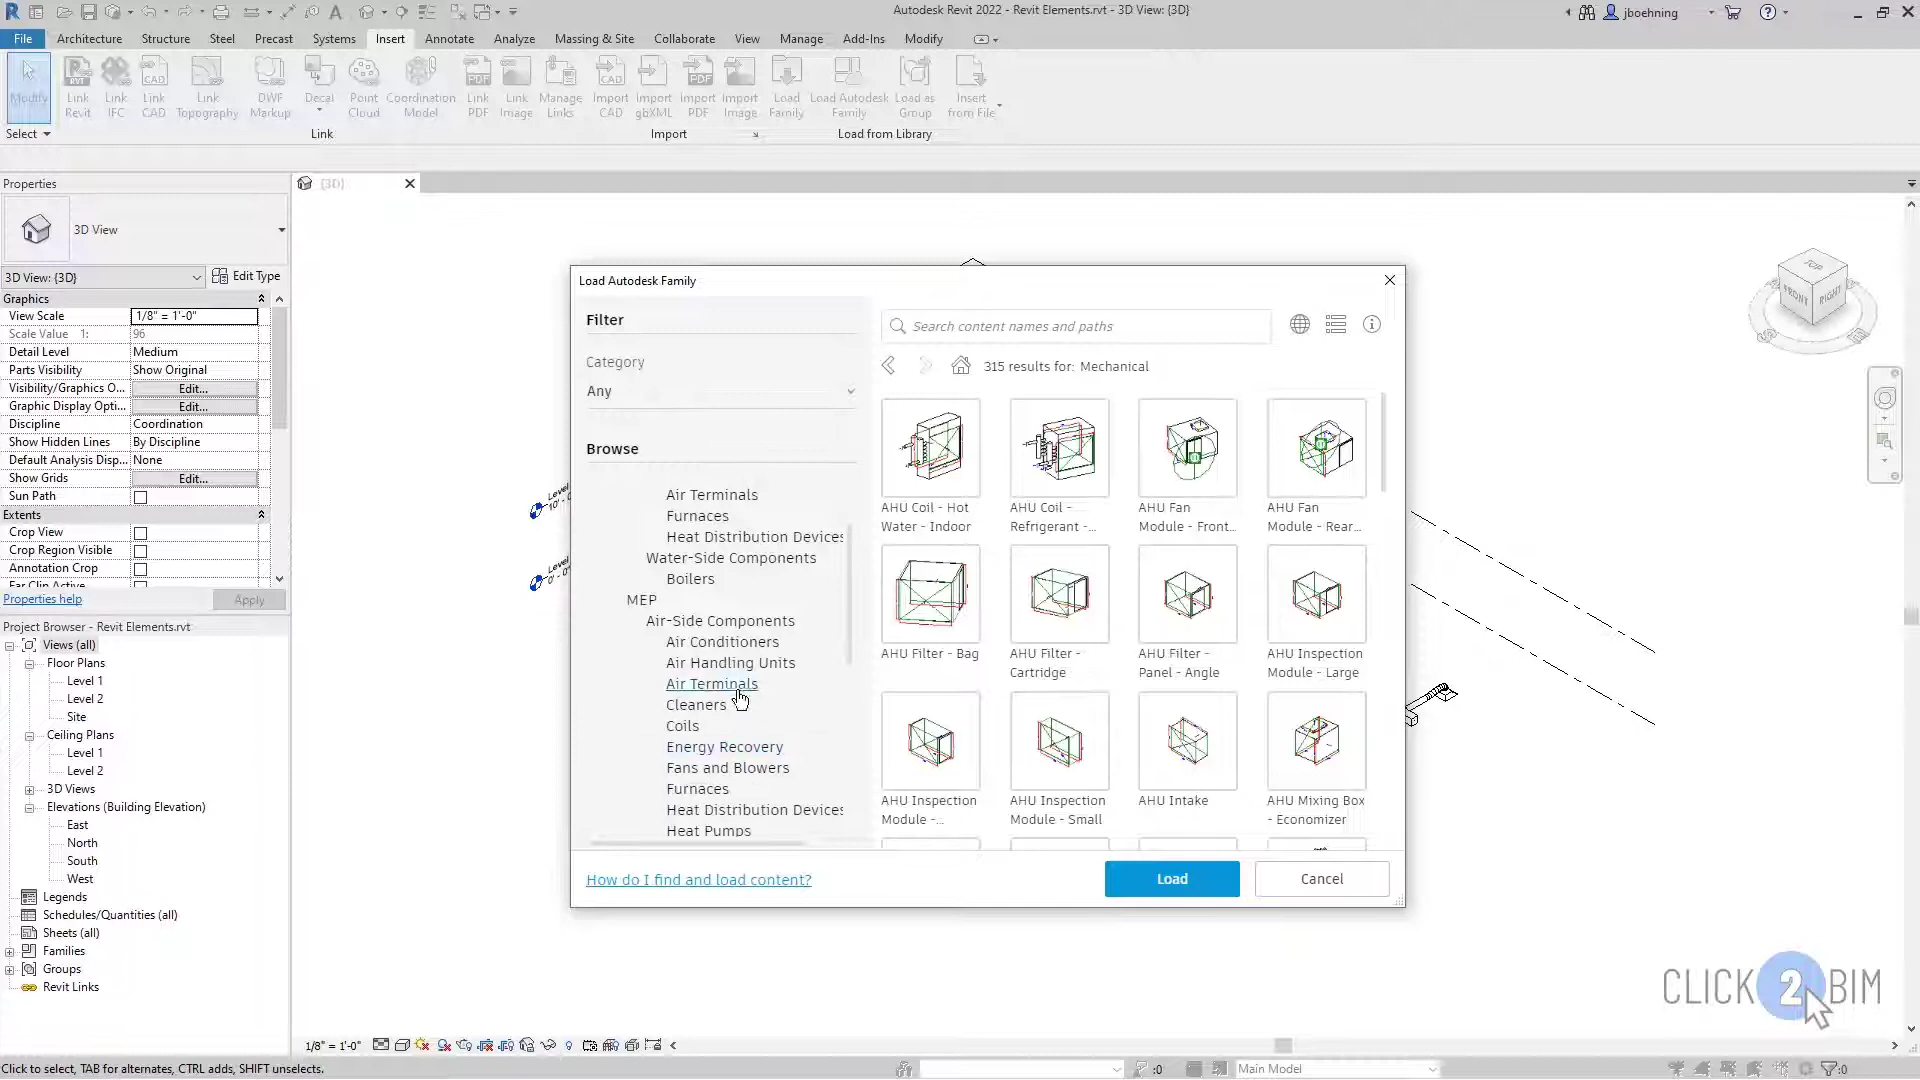 Autodesk Revit 2022 - Revit Elements.rvt - 3D View: {3D}
jboehning
File Architecture Structure Steel Precast Systems Insert Annotate Analyze Massing & Site Collaborate View Manage Add-Ins Modify
Modify
Link Revit
Link IFC
Link CAD
Link Topography
DWF Markup
Decal
Point Cloud
Coordination Model
Link PDF
Link Image
Manage Links
Import CAD
Import gbXML
Import PDF
Import Image
Load Family
Load Autodesk Family
Load as Group
Insert from File
Select
Link
Import
Load from Library
Properties
{3D}
3D View
3D View: {3D}
Edit Type
Graphics
View Scale 1/8" = 1'-0"
Scale Value 1: 96
Detail Level Medium
Parts Visibility Show Original
Visibility/Graphics O... Edit...
Graphic Display Opti... Edit...
Discipline Coordination
Show Hidden Lines By Discipline
Default Analysis Disp... None
Show Grids Edit...
Sun Path
Extents
Crop View
Crop Region Visible
Annotation Crop
Far Clip Active
Properties help
Apply
Project Browser - Revit Elements.rvt
Views (all)
Floor Plans
Level 1
Level 2
Site
Ceiling Plans
Level 1
Level 2
3D Views
Elevations (Building Elevation)
East
North
South
West
Legends
Schedules/Quantities (all)
Sheets (all)
Families
Groups
Revit Links
TOP
FRONT
RIGHT
S
E
Level
10' - 0
Level
0' - 0"
Load Autodesk Family
Filter
Category
Any
Browse
Air Terminals
Furnaces
Heat Distribution Devices
Water-Side Components
Boilers
MEP
Air-Side Components
Air Conditioners
Air Handling Units
Air Terminals
Cleaners
Coils
Energy Recovery
Fans and Blowers
Furnaces
Heat Distribution Devices
Heat Pumps
Search content names and paths
315 results for: Mechanical
AHU Coil - Hot Water - Indoor
AHU Coil - Refrigerant -...
AHU Fan Module - Front...
AHU Fan Module - Rear...
AHU Filter - Bag
AHU Filter - Cartridge
AHU Filter - Panel - Angle
AHU Inspection Module - Large
AHU Inspection Module -...
AHU Inspection Module - Small
AHU Intake
AHU Mixing Box - Economizer
How do I find and load content?
Load
Cancel
CLICK 2 BIM
1/8" = 1'-0"
Click to select, TAB for alternates, CTRL adds, SHIFT unselects.
:0
Main Model
:0